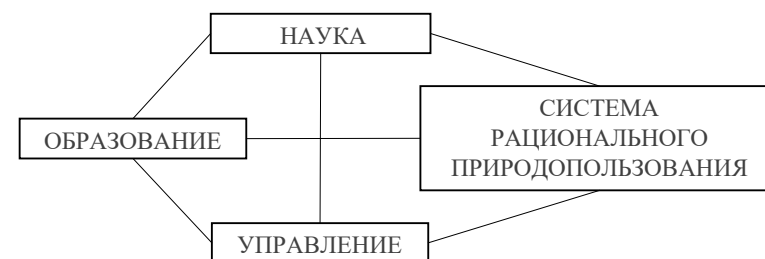 НАУКА
ОБРАЗОВАНИЕ
СИСТЕМА
РАЦИОНАЛЬНОГО
ПРИРОДОПОЛЬЗОВАНИЯ
УПРАВЛЕНИЕ